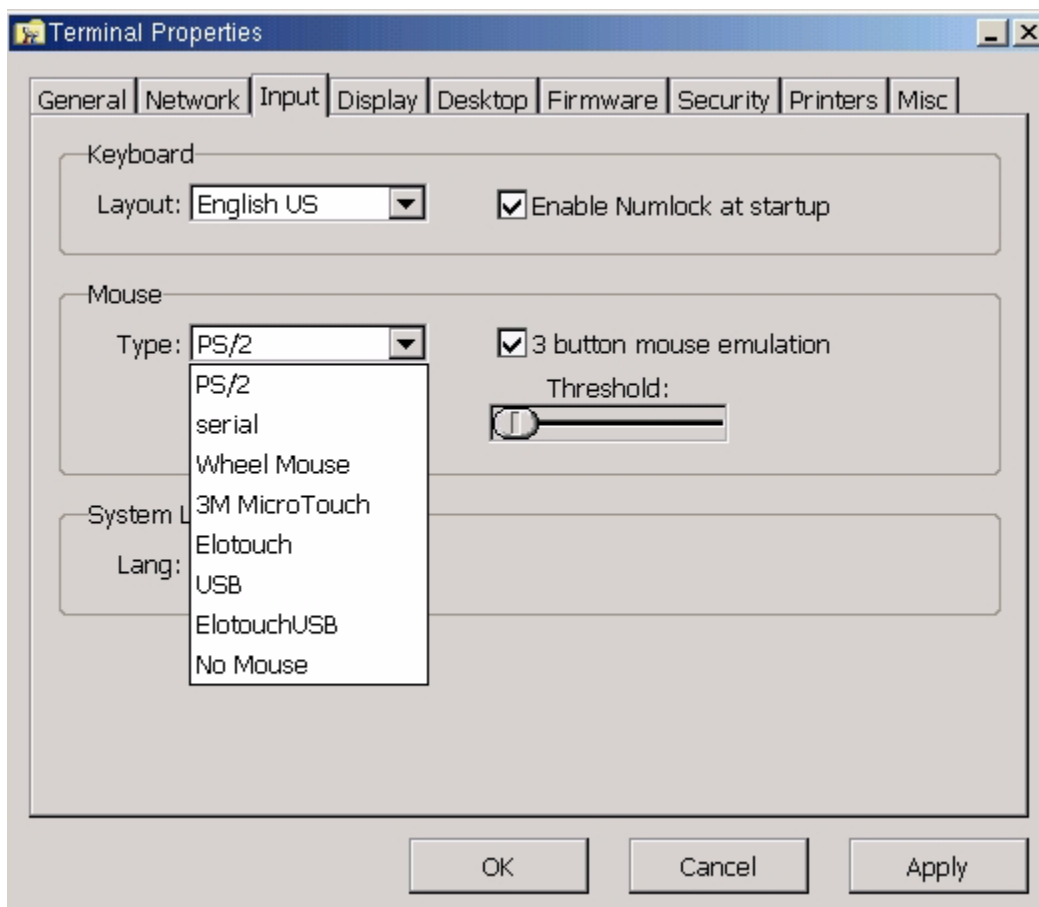 Terminal Properties
General Network Input Display Desktop Firmware Security Printers Misc
Keyboard
Layout: English US Enable Numlock at startup
Mouse
Type: PS/2 3 button mouse emulation
PS/2 Threshold:
serial
Wheel Mouse
3M MicroTouch
System L
Elotouch
Lang:
USB
ElotouchUSB
No Mouse
OK Cancel Apply